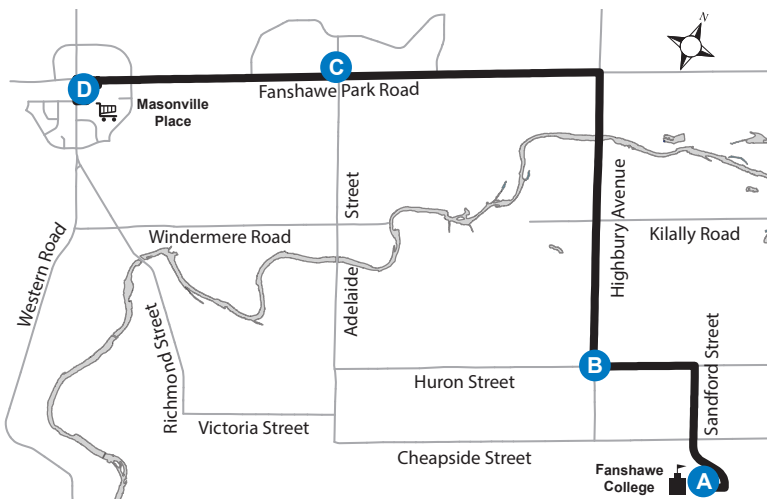 N
C
D
Fanshawe Park Road
Masonville
Place
Street
Windermere Road
Kilally Road
Western Road
Highbury Avenue
Adelaide
Richmond Street
Sandford Street
B
Huron Street
Victoria Street
Cheapside Street
Fanshawe
College
A